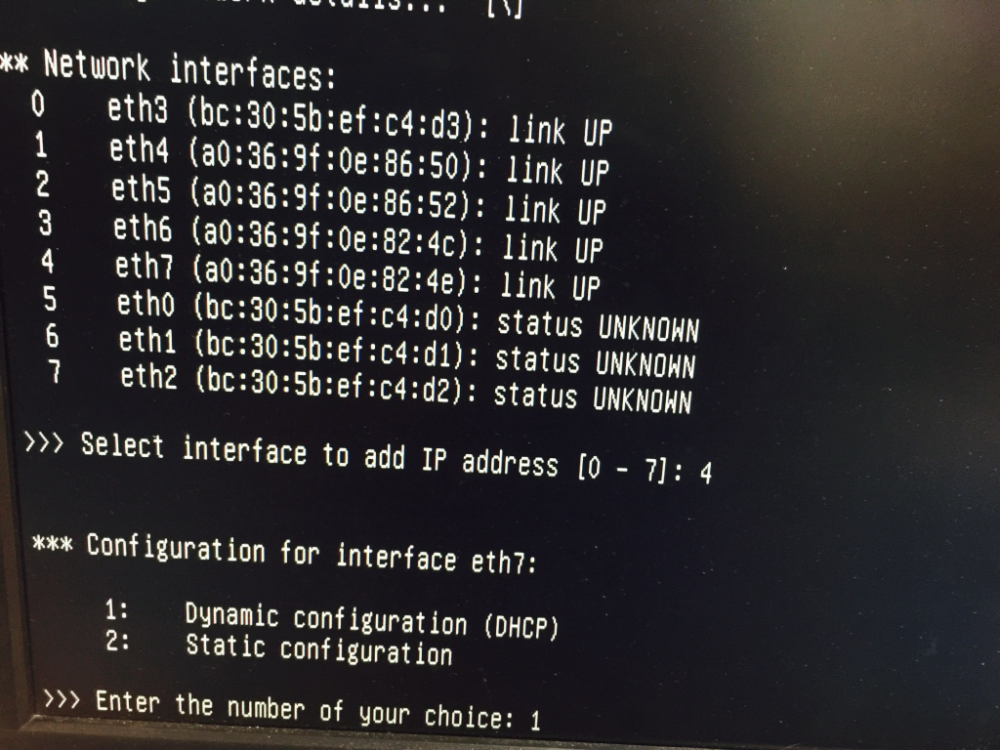 details... [\]
** Network interfaces:
0 eth3 (bc:30:5b:ef:c4:d3): link UP
1 eth4 (a0:36:9f:0e:86:50): link UP
2 eth5 (a0:36:9f:0e:86:52): link UP
3 eth6 (a0:36:9f:0e:82:4c): link UP
4 eth7 (a0:36:9f:0e:82:4e): link UP
5 eth0 (bc:30:5b:ef:c4:d0): status UNKNOWN
6 eth1 (bc:30:5b:ef:c4:d1): status UNKNOWN
7 eth2 (bc:30:5b:ef:c4:d2): status UNKNOWN
>>> Select interface to add IP address [0 - 7]: 4
*** Configuration for interface eth7:
1: Dynamic configuration (DHCP)
2: Static configuration
>>> Enter the number of your choice: 1